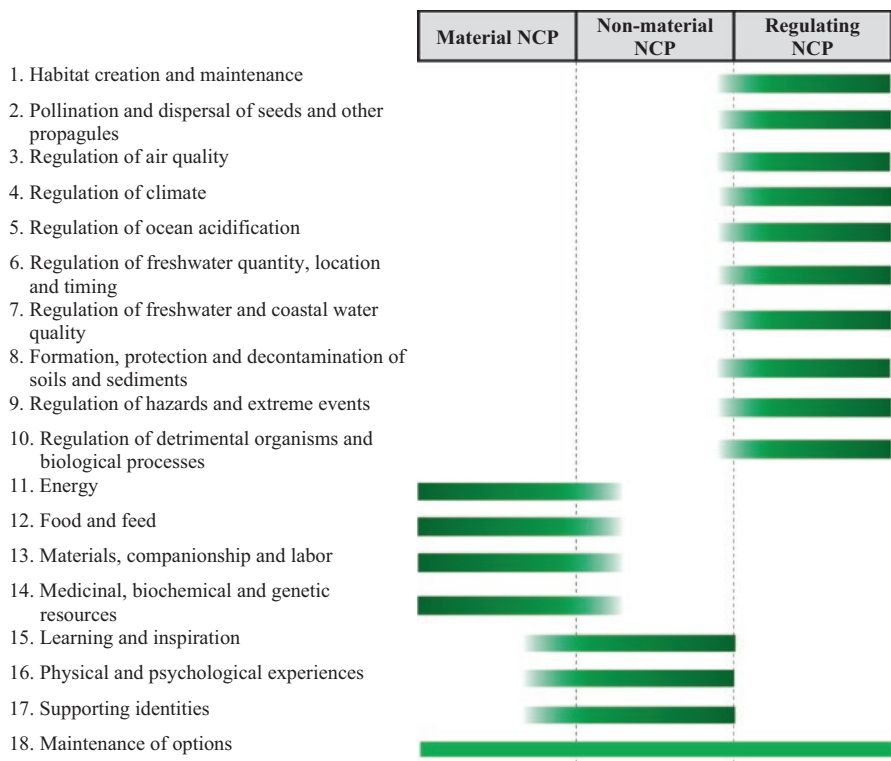 Material NCP
Non-material
NCP
Regulating
NCP
1. Habitat creation and maintenance
2. Pollination and dispersal of seeds and other
propagules
3. Regulation of air quality
4. Regulation of climate
5. Regulation of ocean acidification
6. Regulation of freshwater quantity, location
and timing
7. Regulation of freshwater and coastal water
quality
8. Formation, protection and decontamination of
soils and sediments
9. Regulation of hazards and extreme events
10. Regulation of detrimental organisms and
biological processes
11. Energy
12. Food and feed
13. Materials, companionship and labor
14. Medicinal, biochemical and genetic
resources
15. Learning and inspiration
16. Physical and psychological experiences
17. Supporting identities
18. Maintenance of options